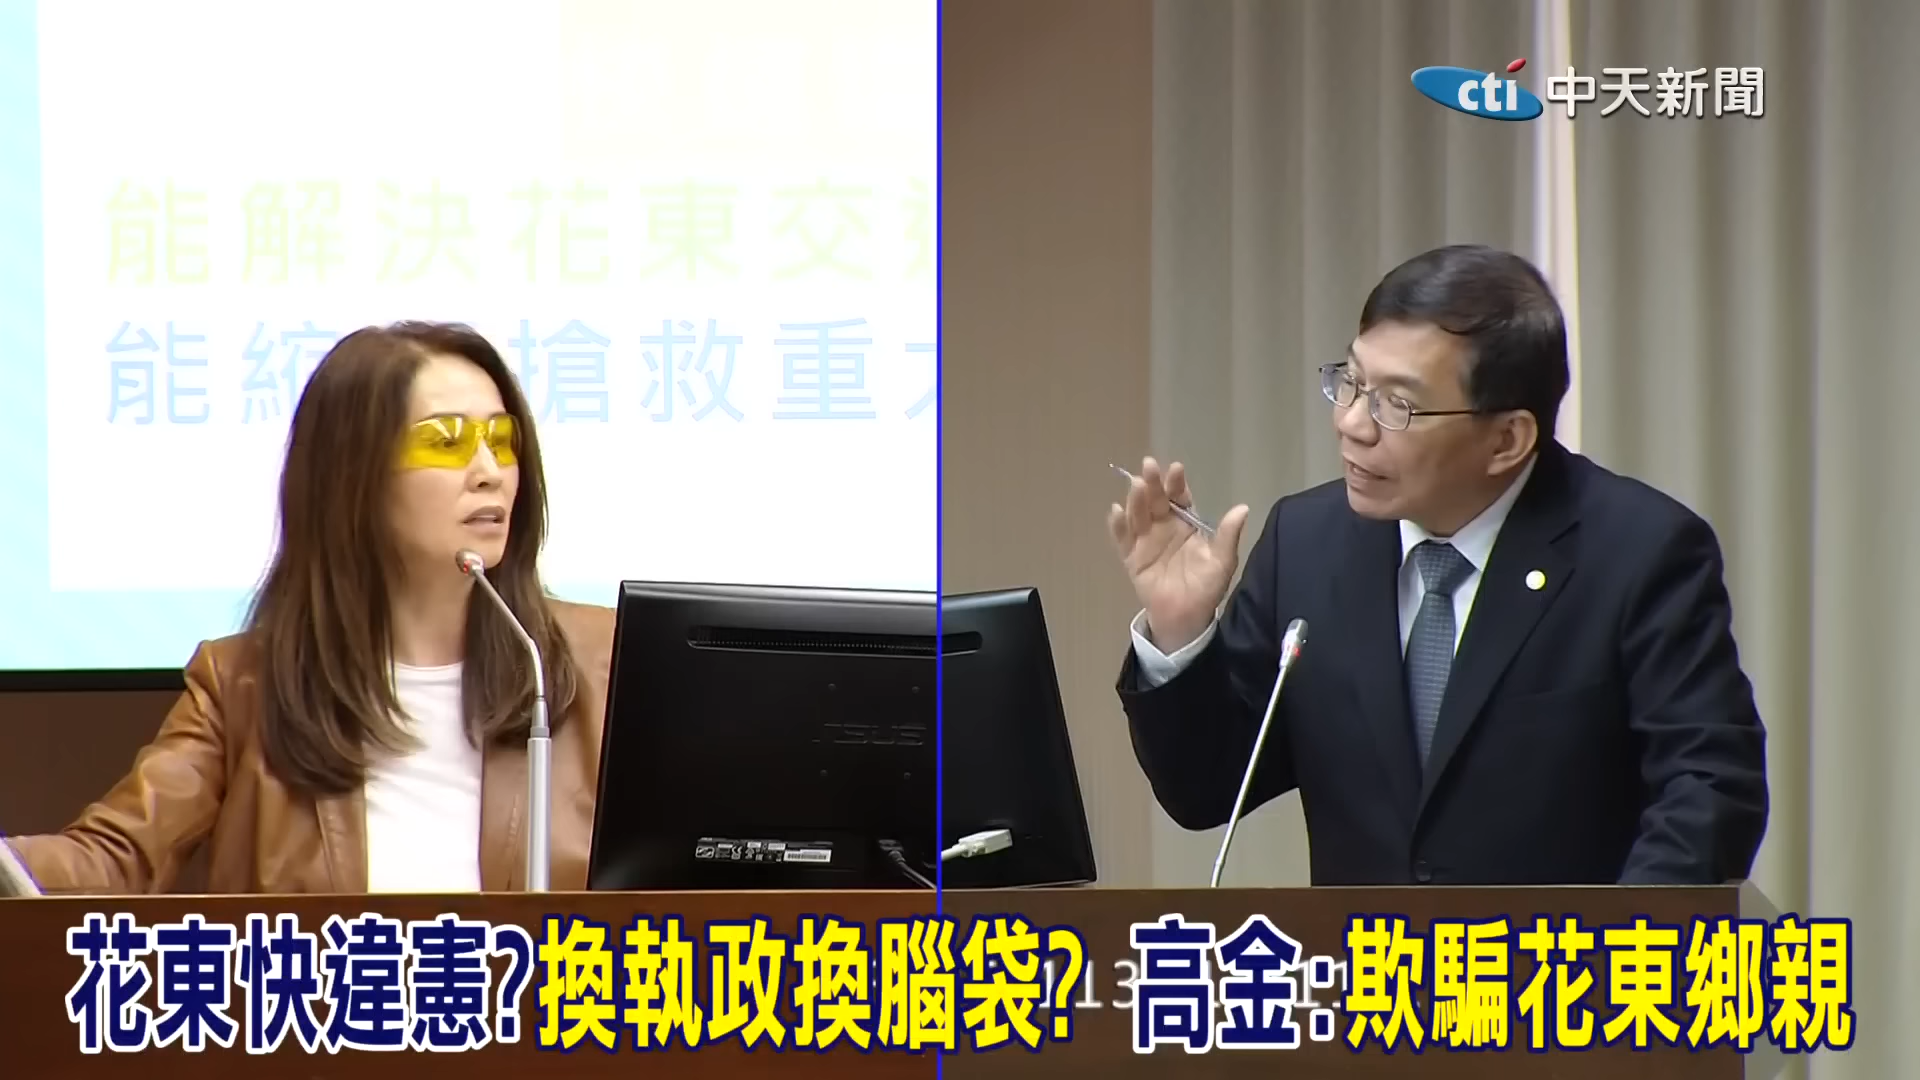 cti 中天新聞
能解決花東交
能縮 搶救重
ASUS
花東快違憲?換執政換腦袋? 高金:欺騙花東鄉親
113